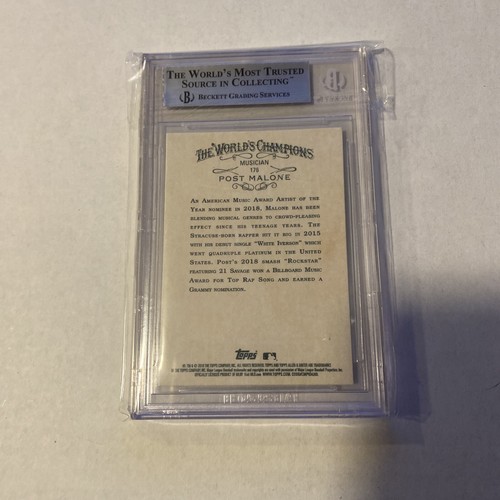 THE WORLD'S MOST TRUSTED
SOURCE IN COLLECTING™
B BECKETT GRADING SERVICES
THE WORLD'S CHAMPIONS
MUSICIAN
176
POST MALONE
AN AMERICAN MUSIC AWARD ARTIST OF THE
YEAR NOMINEE IN 2018, MALONE HAS BEEN
BLENDING MUSICAL GENRES TO CROWD-PLEASING
EFFECT SINCE HIS TEENAGE YEARS. THE
SYRACUSE-BORN RAPPER HIT IT BIG IN 2015
WITH HIS DEBUT SINGLE "WHITE IVERSON" WHICH
WENT QUADRUPLE PLATINUM IN THE UNITED
STATES. POST'S 2018 SMASH "ROCKSTAR"
FEATURING 21 SAVAGE WON A BILLBOARD MUSIC
AWARD FOR TOP RAP SONG AND EARNED A
GRAMMY NOMINATION.
TOPPS